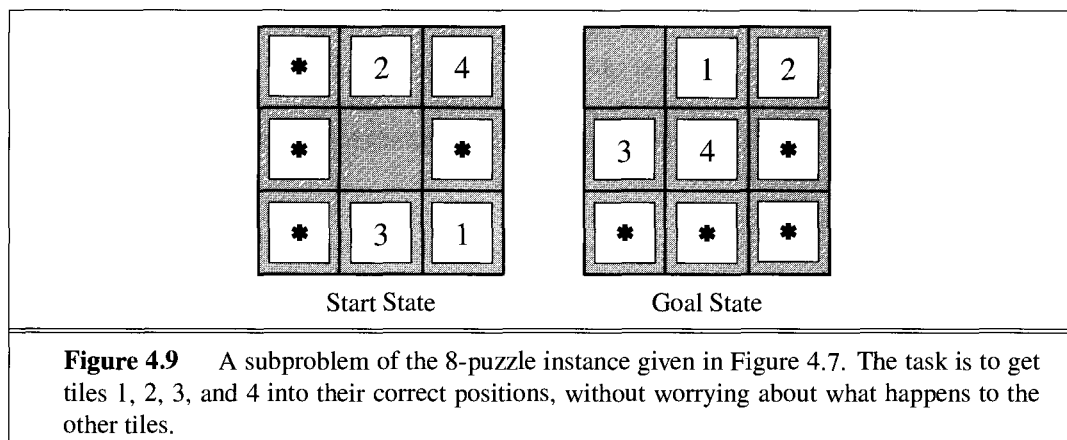 * 2 4 1 2
* * 3 4 *
* 3 1 * * *
Start State Goal State
Figure 4.9 A subproblem of the 8-puzzle instance given in Figure 4.7. The task is to get
tiles 1, 2, 3, and 4 into their correct positions, without worrying about what happens to the
other tiles.